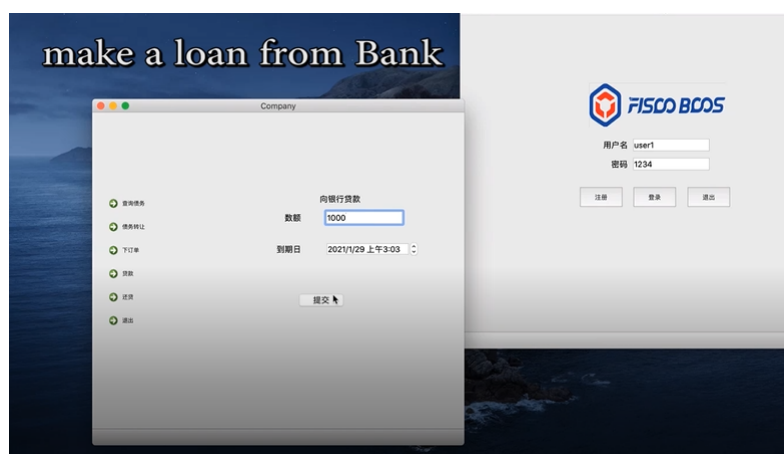 make a loan from Bank
Company
查询债务
债务转让
下订单
贷款
还贷
退出
向银行贷款
数额 1000
到期日 2021/1/29 上午3:03
提交
FISCO BCOS
用户名 user1
密码 1234
注册 登录 退出